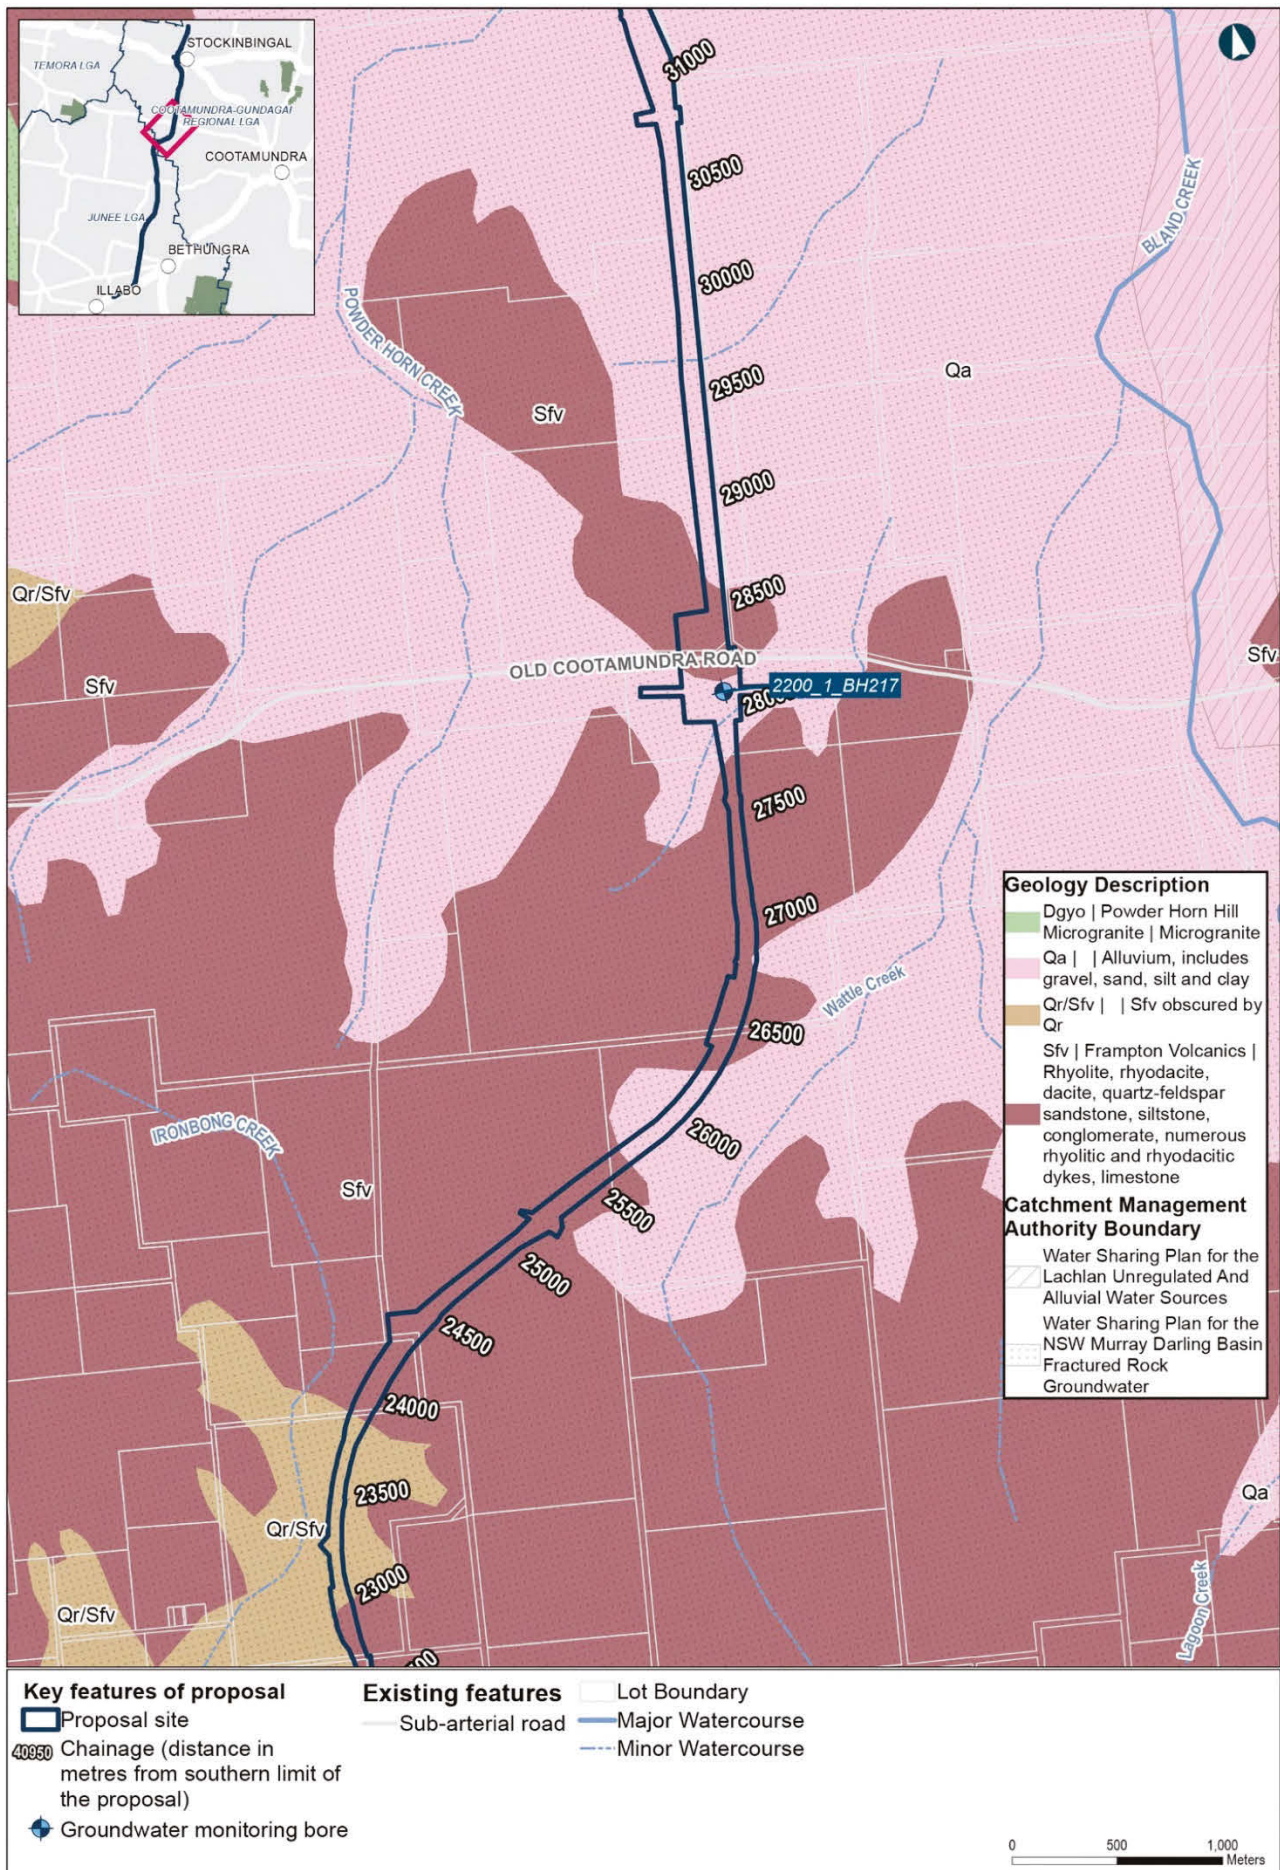 STOCKINBINGAL
TEMORA LGA
COOTAMUNDRA-GUNDAGAI
REGIONAL LGA
COOTAMUNDRA
JUNEE LGA
BETHUNGRA
ILLABO
31000
30500
BLAND CREEK
30000
POWDER HORN CREEK
29500
Qa
Sfv
29000
28500
Qr/Sfv
OLD COOTAMUNDRA ROAD
Sfv
Sfv
2200_1_BH217
27500
27000
Wattle Creek
26500
IRONBONG CREEK
26000
Sfv
25500
25000
24500
24000
23500
Qa
Qr/Sfv
23000
Qr/Sfv
Lagoon Creek
Geology Description
Dgyo | Powder Horn Hill
Microgranite | Microgranite
Qa | | Alluvium, includes
gravel, sand, silt and clay
Qr/Sfv | | Sfv obscured by
Qr
Sfv | Frampton Volcanics |
Rhyolite, rhyodacite,
dacite, quartz-feldspar
sandstone, siltstone,
conglomerate, numerous
rhyolitic and rhyodacitic
dykes, limestone
Catchment Management
Authority Boundary
Water Sharing Plan for the
Lachlan Unregulated And
Alluvial Water Sources
Water Sharing Plan for the
NSW Murray Darling Basin
Fractured Rock
Groundwater
Key features of proposal
Proposal site
40950 Chainage (distance in
metres from southern limit of
the proposal)
Groundwater monitoring bore
Existing features
Sub-arterial road
Lot Boundary
Major Watercourse
Minor Watercourse
0 500 1,000
Meters